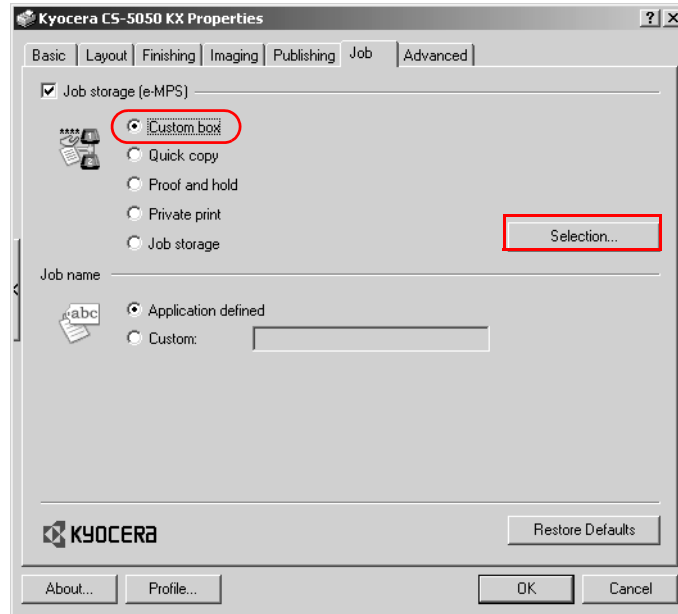 Kyocera CS-5050 KX Properties
Basic Layout Finishing Imaging Publishing Job Advanced
Job storage (e-MPS)
Custom box
Quick copy
Proof and hold
Private print
Job storage
Selection...
Job name
abc
Application defined
Custom:
KYOCERA
Restore Defaults
About... Profile... OK Cancel